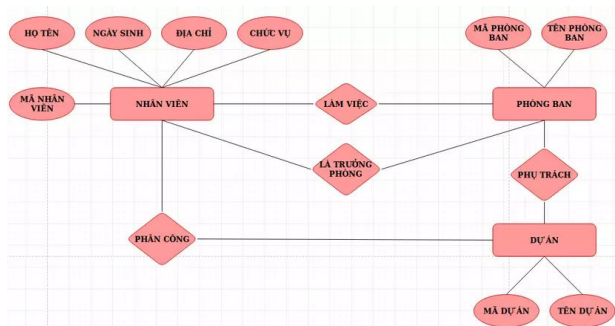 HỌ TÊN
NGÀY SINH
ĐỊA CHỈ
CHỨC VỤ
MÃ PHÒNG
BAN
TÊN PHÒNG
BAN
MÃ NHÂN
VIÊN
NHÂN VIÊN
LÀM VIỆC
PHÒNG BAN
LÀ TRƯỞNG
PHÒNG
PHỤ TRÁCH
PHÂN CÔNG
DỰ ÁN
MÃ DỰ ÁN
TÊN DỰ ÁN